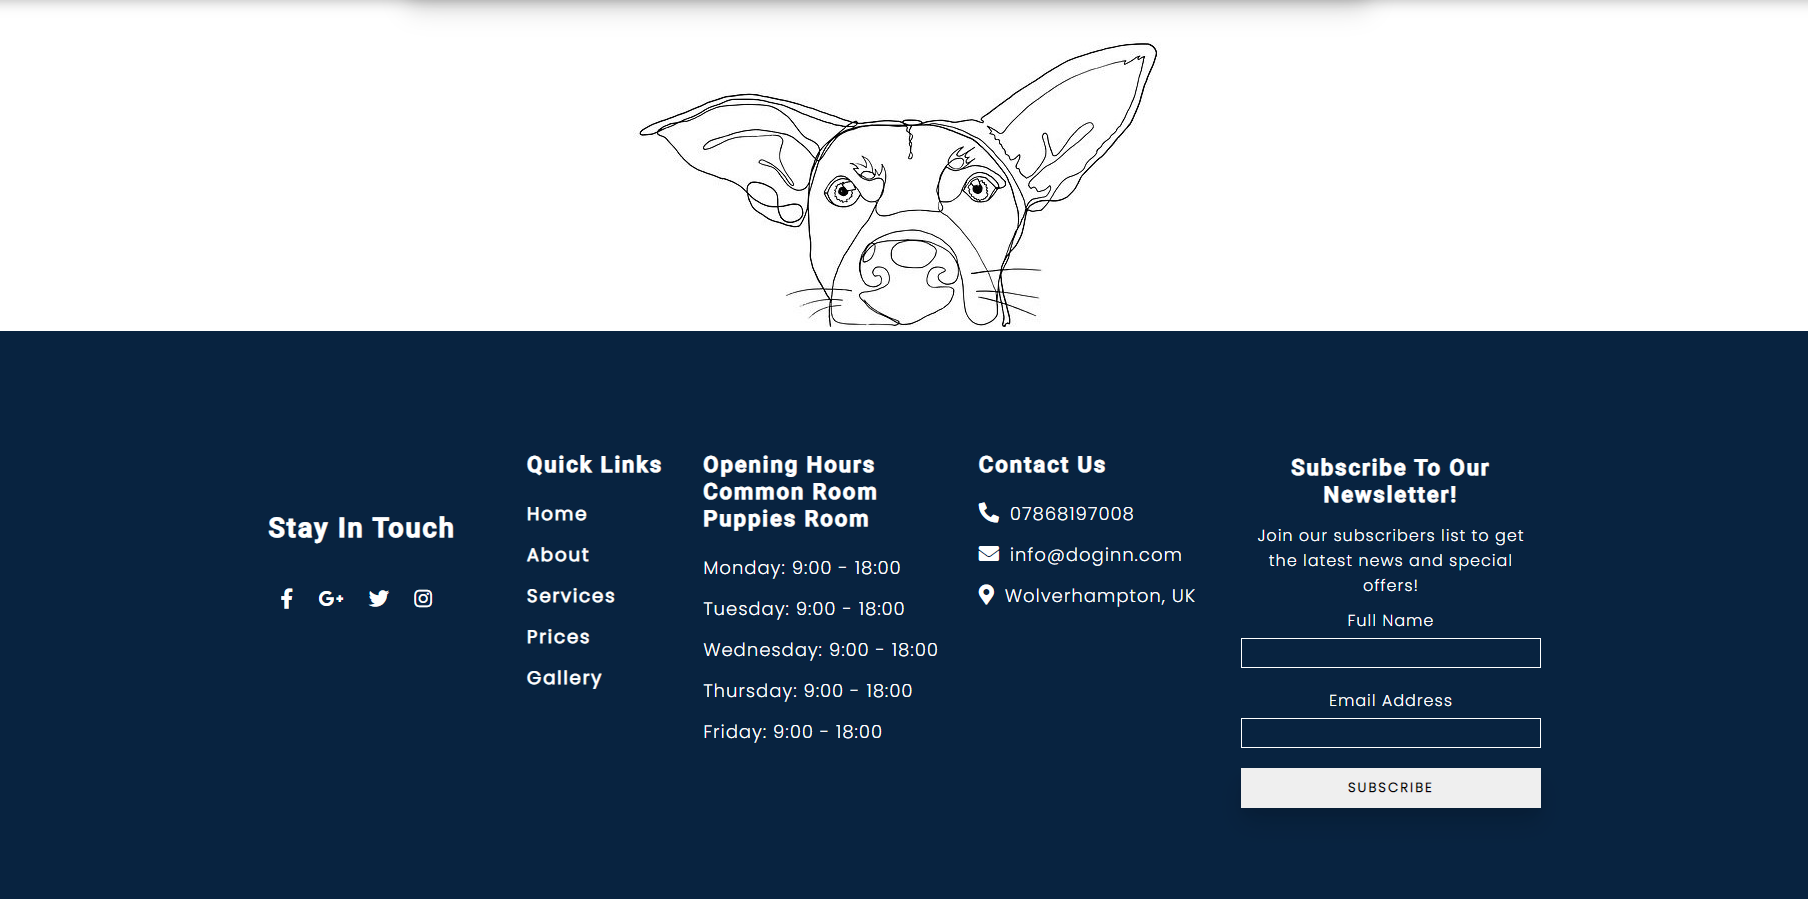 Stay In Touch
Quick Links
Home
About
Services
Prices
Gallery
Opening Hours
Common Room
Puppies Room
Monday: 9:00 - 18:00
Tuesday: 9:00 - 18:00
Wednesday: 9:00 - 18:00
Thursday: 9:00 - 18:00
Friday: 9:00 - 18:00
Contact Us
07868197008
info@doginn.com
Wolverhampton, UK
Subscribe To Our
Newsletter!
Join our subscribers list to get
the latest news and special
offers!
Full Name
Email Address
SUBSCRIBE